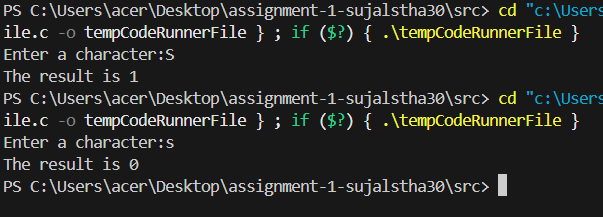 PS C:\Users\acer\Desktop\assignment-1-sujalstha30\src> cd "c:\Users
ile.c -o tempCodeRunnerFile } ; if ($?) { .\tempCodeRunnerFile }
Enter a character:S
The result is 1
PS C:\Users\acer\Desktop\assignment-1-sujalstha30\src> cd "c:\Users
ile.c -o tempCodeRunnerFile } ; if ($?) { .\tempCodeRunnerFile }
Enter a character:s
The result is 0
PS C:\Users\acer\Desktop\assignment-1-sujalstha30\src>